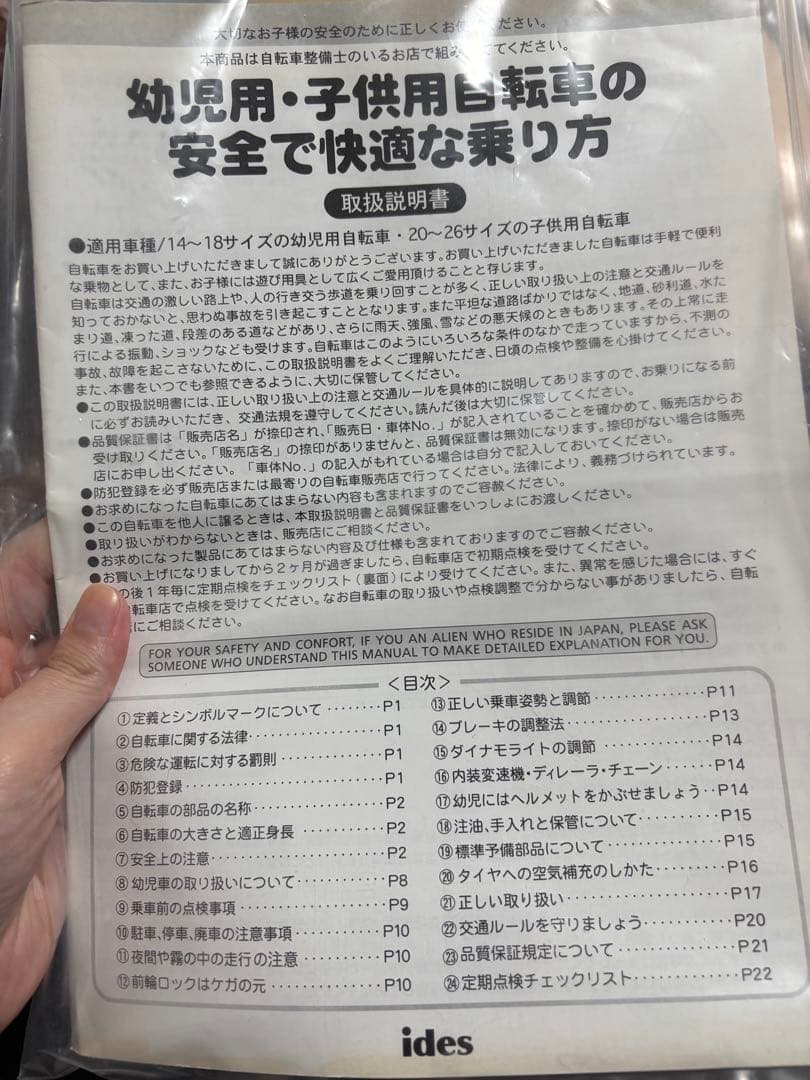 大切なお子様の安全のために正しくお使いください。
本商品は自転車整備士のいるお店で組み立ててください。
幼児用・子供用自転車の
安全で快適な乗り方
取扱説明書
●適用車種/14～18サイズの幼児用自転車・20～26サイズの子供用自転車
自転車をお買い上げいただきまして誠にありがとうございます。お買い上げいただきました自転車は手軽で便利
な乗物として、また、お子様には遊び用具として広くご愛用頂けることと存じます。
自転車は交通の激しい路上や、人の行き交う歩道を乗り回すことが多く、正しい取り扱い上の注意と交通ルールを
知っておかないと、思わぬ事故を引き起こすこととなります。また平坦な道路ばかりではなく、地道、砂利道、水た
まり道、凍った道、段差のある道などがあり、さらに雨天、強風、雪などの悪天候のときもあります。その上常に走
行による振動、ショックなども受けます。自転車はこのようにいろいろな条件のなかで走っていますから、不測の
事故、故障を起こさないために、この取扱説明書をよくご理解いただき、日頃の点検や整備を心掛けてください。
また、本書をいつでも参照できるように、大切に保管してください。
●この取扱説明書には、正しい取り扱い上の注意と交通ルールを具体的に説明してありますので、お乗りになる前
に必ずお読みいただき、交通法規を遵守してください。読んだ後は大切に保管してください。
●品質保証書は「販売店名」が捺印され、「販売日・車体No.」が記入されていることを確かめて、販売店からお
受け取りください。「販売店名」の捺印がありませんと、品質保証書は無効になります。捺印がない場合は販売
店にお申し出ください。「車体No.」の記入がもれている場合は自分で記入しておいてください。
●防犯登録を必ず販売店または最寄りの自転車販売店で行ってください。法律により、義務づけられています。
●お求めになった自転車にあてはまらない内容も含まれますのでご容赦ください。
●この自転車を他人に譲るときは、本取扱説明書と品質保証書をいっしょにお渡しください。
●取り扱いがわからないときは、販売店にご相談ください。
●お求めになった製品にあてはまらない内容及び仕様も含まれておりますのでご容赦ください。
●お買い上げになりましてから２ヶ月が過ぎましたら、自転車店で初期点検を受けてください。
の後１年毎に定期点検をチェックリスト(裏面)により受けてください。また、異常を感じた場合には、すぐ
自転車店で点検を受けてください。なお自転車の取り扱いや点検調整で分からない事がありましたら、自転
にご相談ください。
FOR YOUR SAFETY AND CONFORT, IF YOU AN ALIEN WHO RESIDE IN JAPAN, PLEASE ASK
SOMEONE WHO UNDERSTAND THIS MANUAL TO MAKE DETAILED EXPLANATION FOR YOU.
＜目次＞
①定義とシンボルマークについて ········P1
②自転車に関する法律··················P1
③危険な運転に対する罰則 ··············P1
④防犯登録····························P1
⑤自転車の部品の名称··················P2
⑥自転車の大きさと適正身長 ············P2
⑦安全上の注意························P2
⑧幼児車の取り扱いについて············P8
⑨乗車前の点検事項····················P9
⑩駐車、停車、廃車の注意事項··········P10
⑪夜間や霧の中の走行の注意 ··········P10
⑫前輪ロックはケガの元 ··············P10
⑬正しい乗車姿勢と調節 ··············P11
⑭ブレーキの調整法····················P13
⑮ダイナモライトの調節 ··············P14
⑯内装変速機・ディレーラ・チェーン······P14
⑰幼児にはヘルメットをかぶせましょう··P14
⑱注油、手入れと保管について··········P15
⑲標準予備部品について ··············P15
⑳タイヤへの空気補充のしかた··········P16
㉑正しい取り扱い ····················P17
㉒交通ルールを守りましょう············P20
㉓品質保証規定について ··············P21
㉔定期点検チェックリスト··············P22
ides